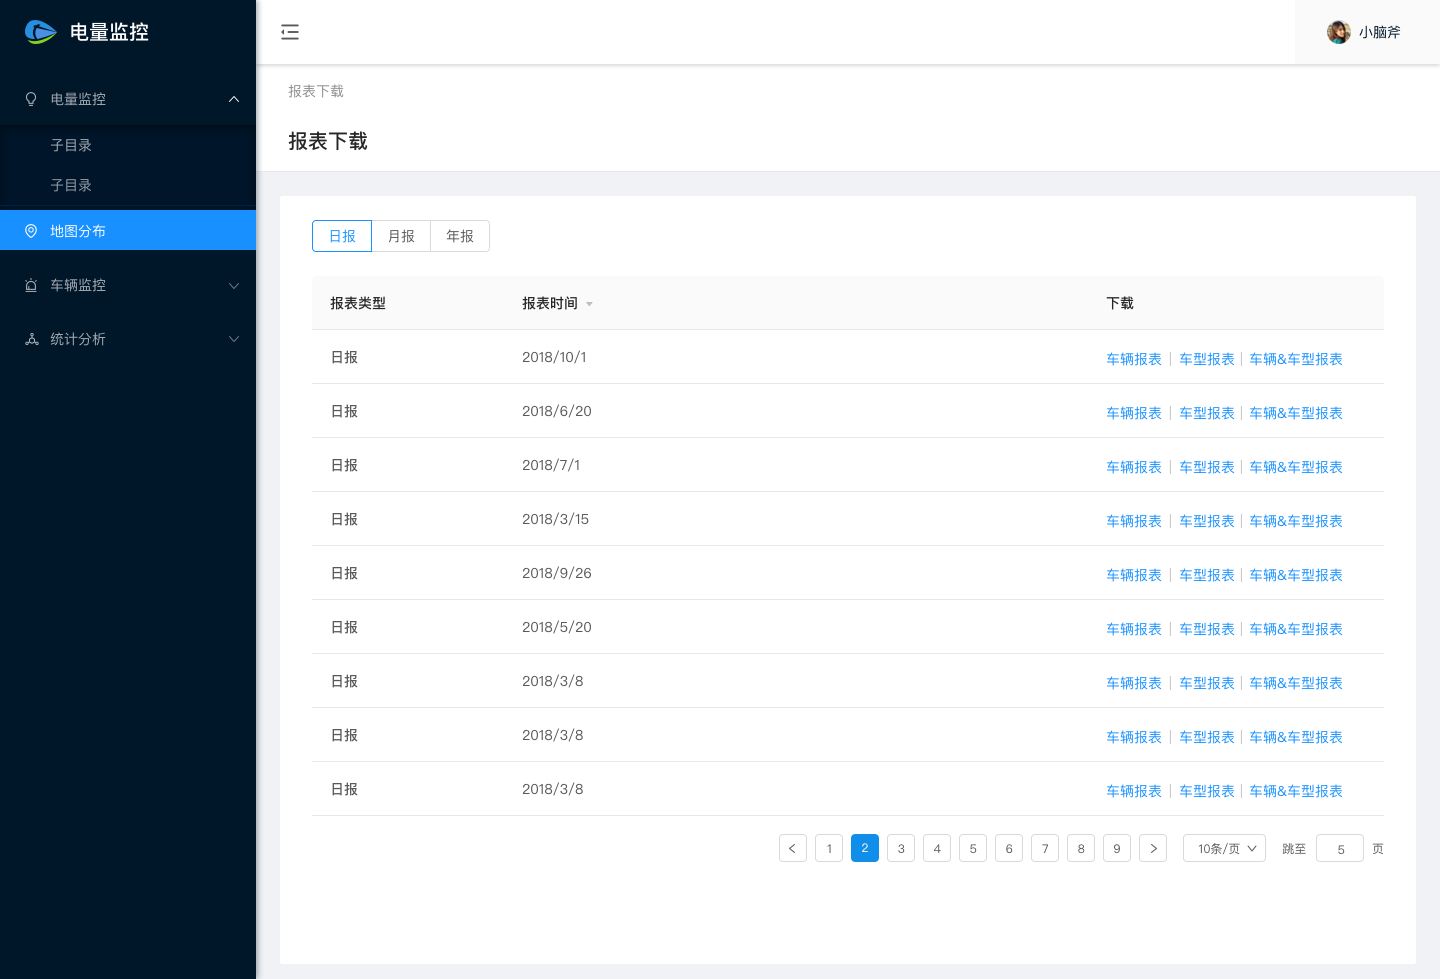 电量监控
小脑斧
电量监控
子目录
子目录
地图分布
车辆监控
统计分析
报表下载
报表下载
日报 月报 年报
报表类型 报表时间 下载
日报 2018/10/1 车辆报表 | 车型报表 | 车辆&车型报表
日报 2018/6/20 车辆报表 | 车型报表 | 车辆&车型报表
日报 2018/7/1 车辆报表 | 车型报表 | 车辆&车型报表
日报 2018/3/15 车辆报表 | 车型报表 | 车辆&车型报表
日报 2018/9/26 车辆报表 | 车型报表 | 车辆&车型报表
日报 2018/5/20 车辆报表 | 车型报表 | 车辆&车型报表
日报 2018/3/8 车辆报表 | 车型报表 | 车辆&车型报表
日报 2018/3/8 车辆报表 | 车型报表 | 车辆&车型报表
日报 2018/3/8 车辆报表 | 车型报表 | 车辆&车型报表
1 2 3 4 5 6 7 8 9 10条/页 跳至 5 页